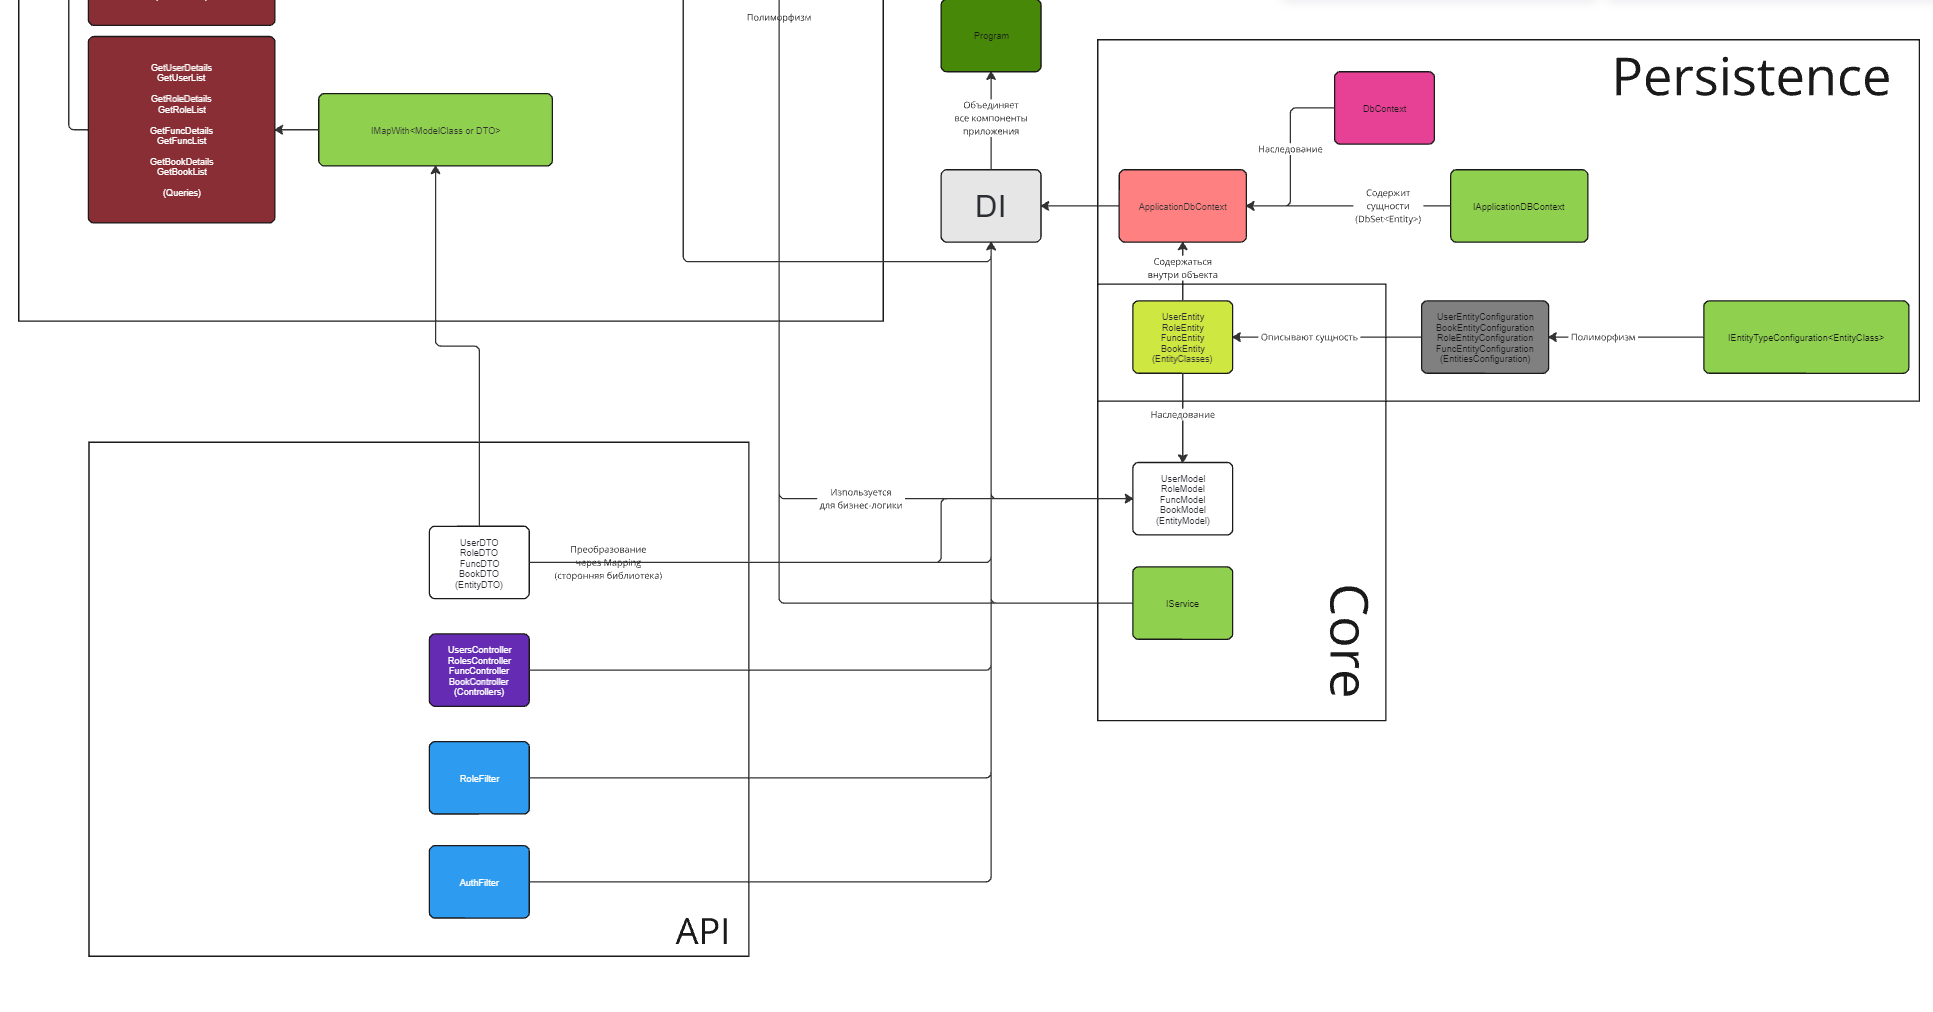 Полиморфизм
Program
GetUserDetails
GetUserList
GetRoleDetails
GetRoleList
GetFuncDetails
GetFuncList
GetBookDetails
GetBookList
(Queries)
IMapWith<ModelClass or DTO>
Объединяет
все компоненты
приложения
DI
Persistence
DbContext
Наследование
ApplicationDbContext
Содержит
сущности
(DbSet<Entity>)
IApplicationDBContext
Содержаться
внутри объекта
UserEntity
RoleEntity
FuncEntity
BookEntity
(EntityClasses)
Описывают сущность
UserEntityConfiguration
BookEntityConfiguration
RoleEntityConfiguration
FuncEntityConfiguration
(EntitiesConfiguration)
Полиморфизм
IEntityTypeConfiguration<EntityClass>
Наследование
UserModel
RoleModel
FuncModel
BookModel
(EntityModel)
Изпользуется
для бизнес-логики
UserDTO
RoleDTO
FuncDTO
BookDTO
(EntityDTO)
Преобразование
через Mapping
(сторонняя библиотека)
IService
Core
UsersController
RolesController
FuncController
BookController
(Controllers)
RoleFilter
AuthFilter
API